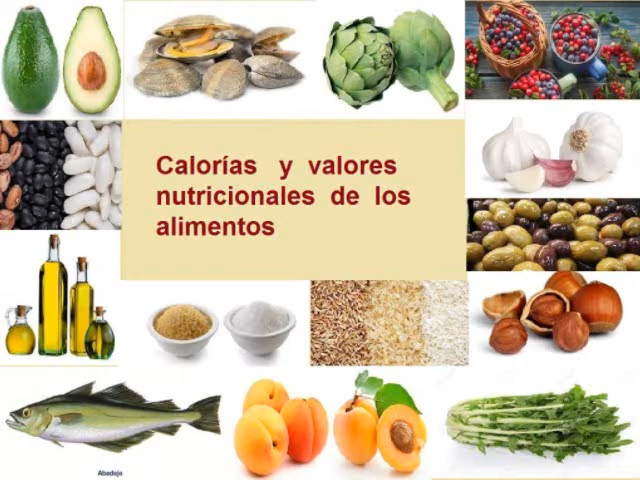 Calorías y valores
nutricionales de los
alimentos
Abadejo